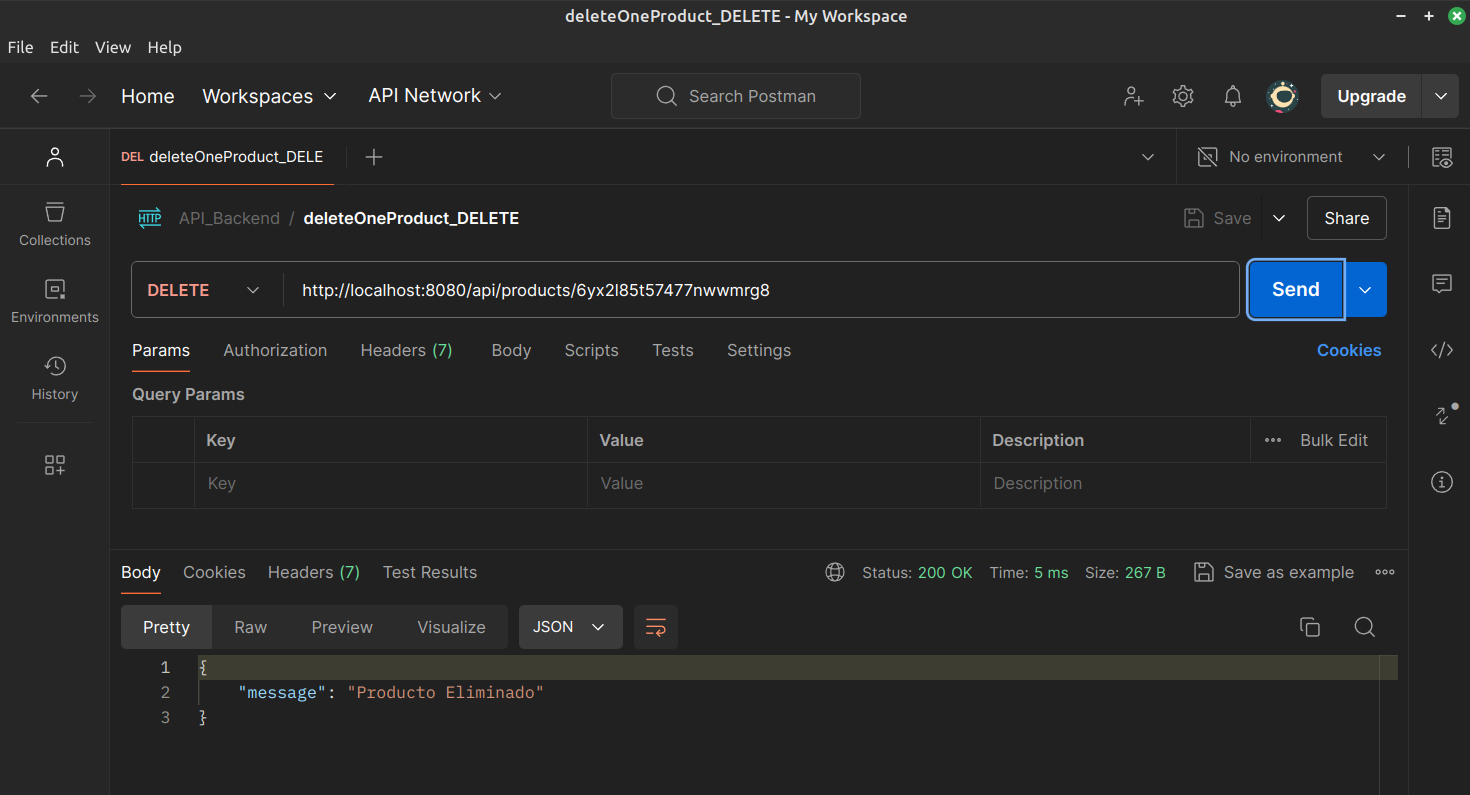 deleteOneProduct_DELETE - My Workspace
File Edit View Help
Home Workspaces API Network Search Postman Upgrade
DEL deleteOneProduct_DELE No environment
HTTP API_Backend / deleteOneProduct_DELETE Save Share
Collections
Environments
History
DELETE http://localhost:8080/api/products/6yx2l85t57477nwwmrg8 Send
Params Authorization Headers (7) Body Scripts Tests Settings Cookies
Query Params
Key Value Description Bulk Edit
Key Value Description
Body Cookies Headers (7) Test Results Status: 200 OK Time: 5 ms Size: 267 B Save as example
Pretty Raw Preview Visualize JSON
1 {
2 "message": "Producto Eliminado"
3 }